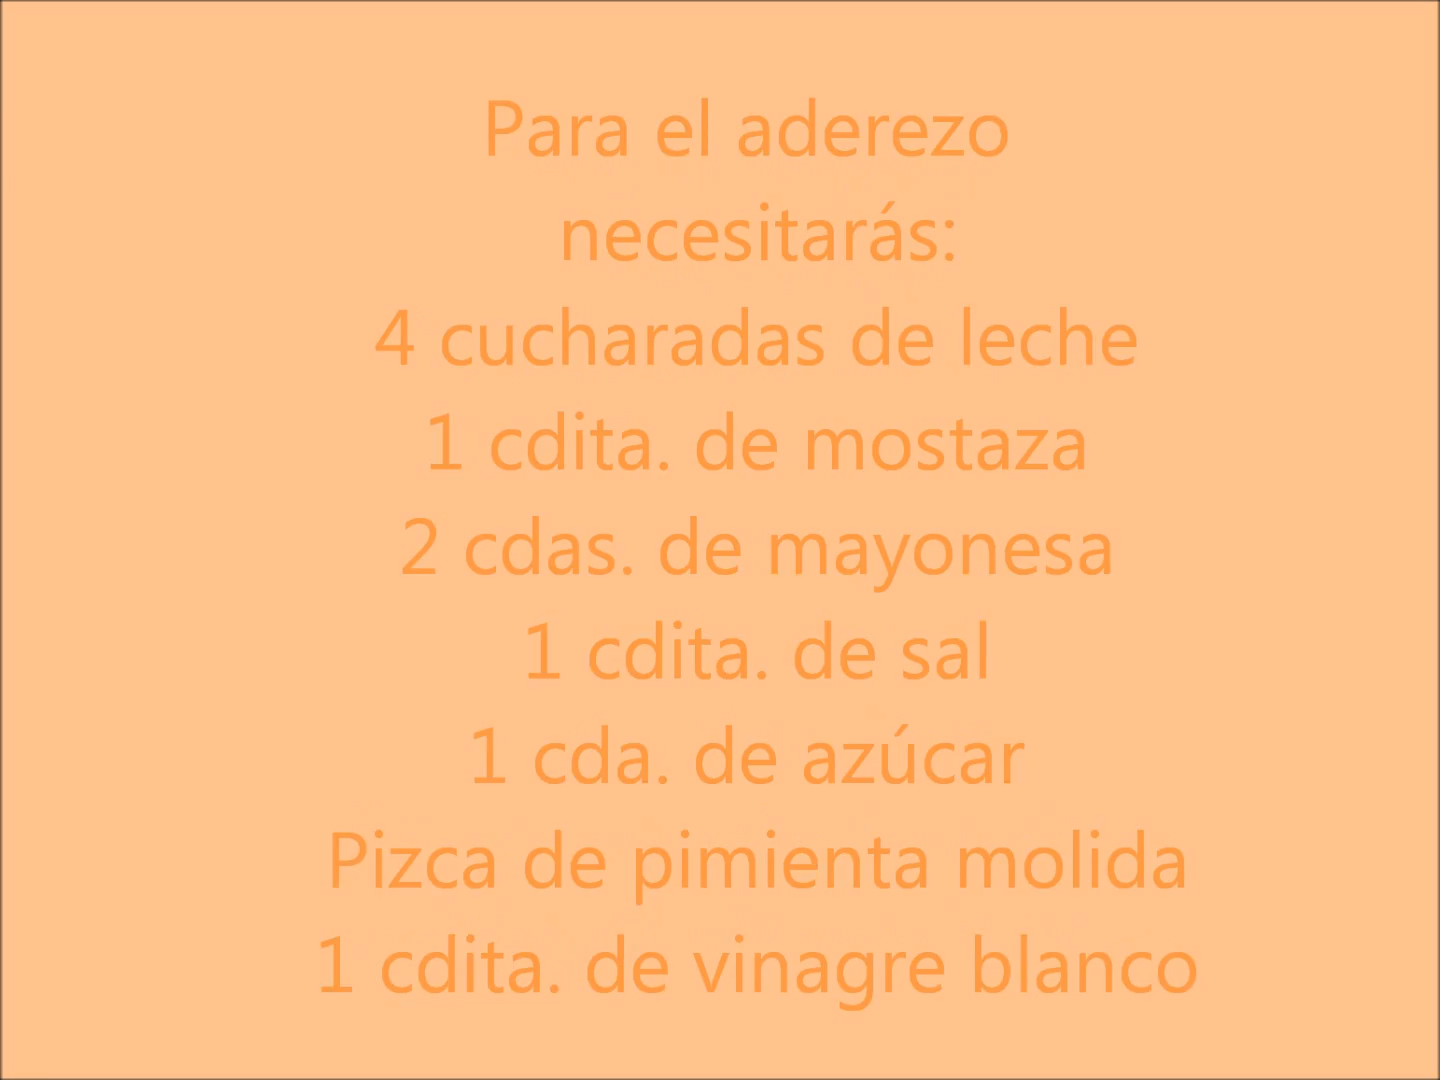 Para el aderezo
necesitarás:
4 cucharadas de leche
1 cdita. de mostaza
2 cdas. de mayonesa
1 cdita. de sal
1 cda. de azúcar
Pizca de pimienta molida
1 cdita. de vinagre blanco